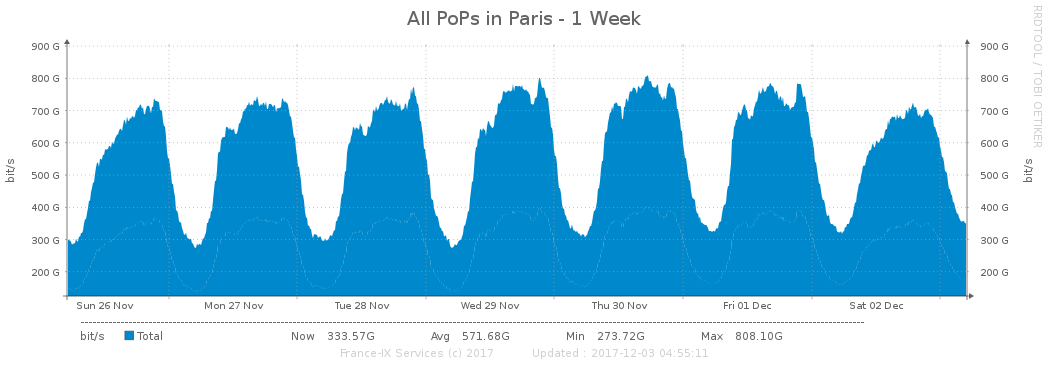 All PoPs in Paris - 1 Week
RRDTOOL / TOBI OETIKER
900 G 900 G
800 G 800 G
700 G 700 G
600 G 600 G
500 G 500 G
400 G 400 G
300 G 300 G
200 G 200 G
bit/s bit/s
Sun 26 Nov Mon 27 Nov Tue 28 Nov Wed 29 Nov Thu 30 Nov Fri 01 Dec Sat 02 Dec
bit/s Total Now 333.57G Avg 571.68G Min 273.72G Max 808.10G
France-IX Services (c) 2017 Updated : 2017-12-03 04:55:11